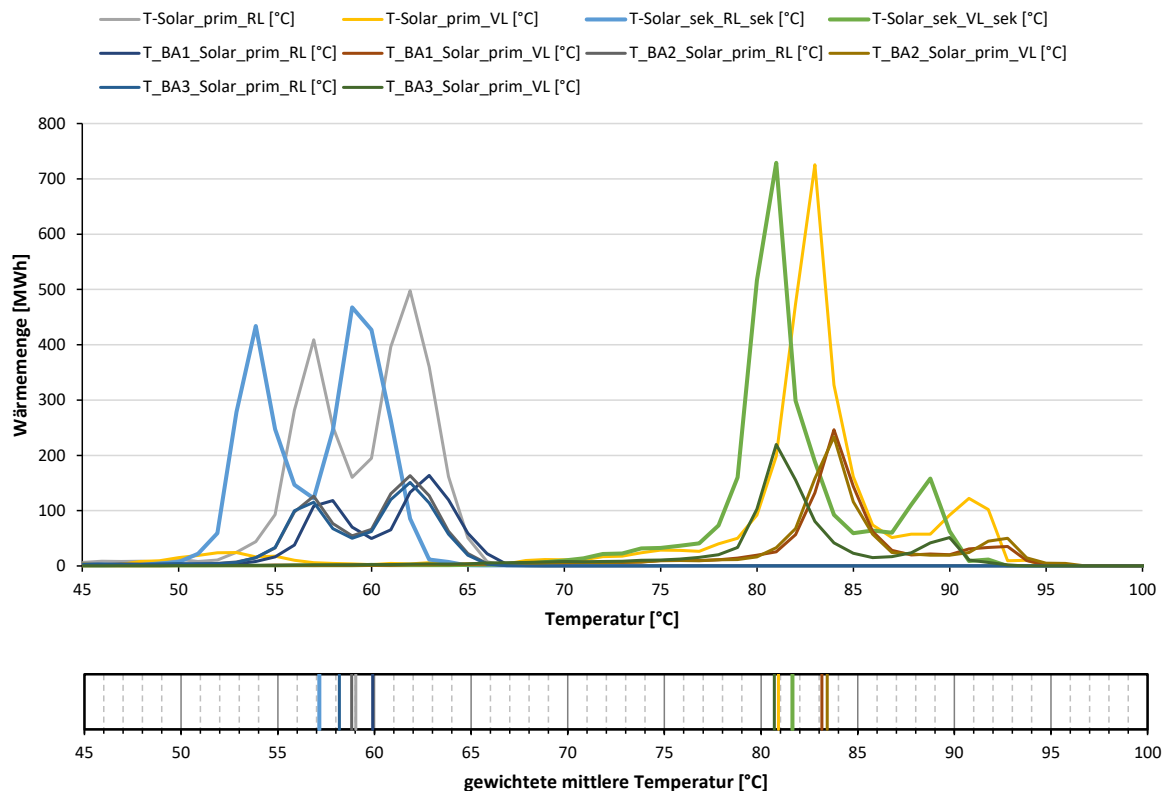 T-Solar_prim_RL [°C] T-Solar_prim_VL [°C] T-Solar_sek_RL_sek [°C] T-Solar_sek_VL_sek [°C]
T_BA1_Solar_prim_RL [°C] T_BA1_Solar_prim_VL [°C] T_BA2_Solar_prim_RL [°C] T_BA2_Solar_prim_VL [°C]
T_BA3_Solar_prim_RL [°C] T_BA3_Solar_prim_VL [°C]
800
700
600
500
400
300
200
100
0
Wärmemenge [MWh]
45 50 55 60 65 70 75 80 85 90 95 100
Temperatur [°C]
45 50 55 60 65 70 75 80 85 90 95 100
gewichtete mittlere Temperatur [°C]